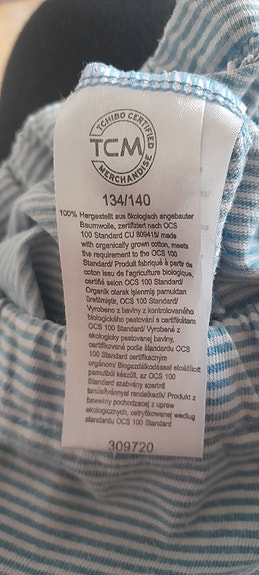 TCHIBO CERTIFIED
TCM
MERCHANDISE
134/140
100% Hergestellt aus ökologisch angebauter
Baumwolle, zertifiziert nach OCS
100 Standard CU 809415/ made
with organically grown cotton, meets
the requirement to the OCS 100
Standard/ Produit fabriqué à partir de
coton issu de l'agriculture biologique,
certifié selon OCS 100 Standard/
Organik olarak işlenmiş pamuktan
üretilmiştir, OCS 100 Standard/
Vyrobeno z bavlny z kontrolovaného
biologického pěstování s certifikátem
OCS 100 Standard/ Vyrobené z
ekologicky pestovanej bavlny,
certifikované podľa štandardu OCS
100 Standard certifikačným
orgánom/ Biogazdálkodással előállított
pamutból készült, az OCS 100
Standard szabvány szerinti
tanúsítvánnyal rendelkezik/ Produkt z
bawełny pochodzącej z upraw
ekologicznych, certyfikowanej według
standardu OCS 100 Standard
309720